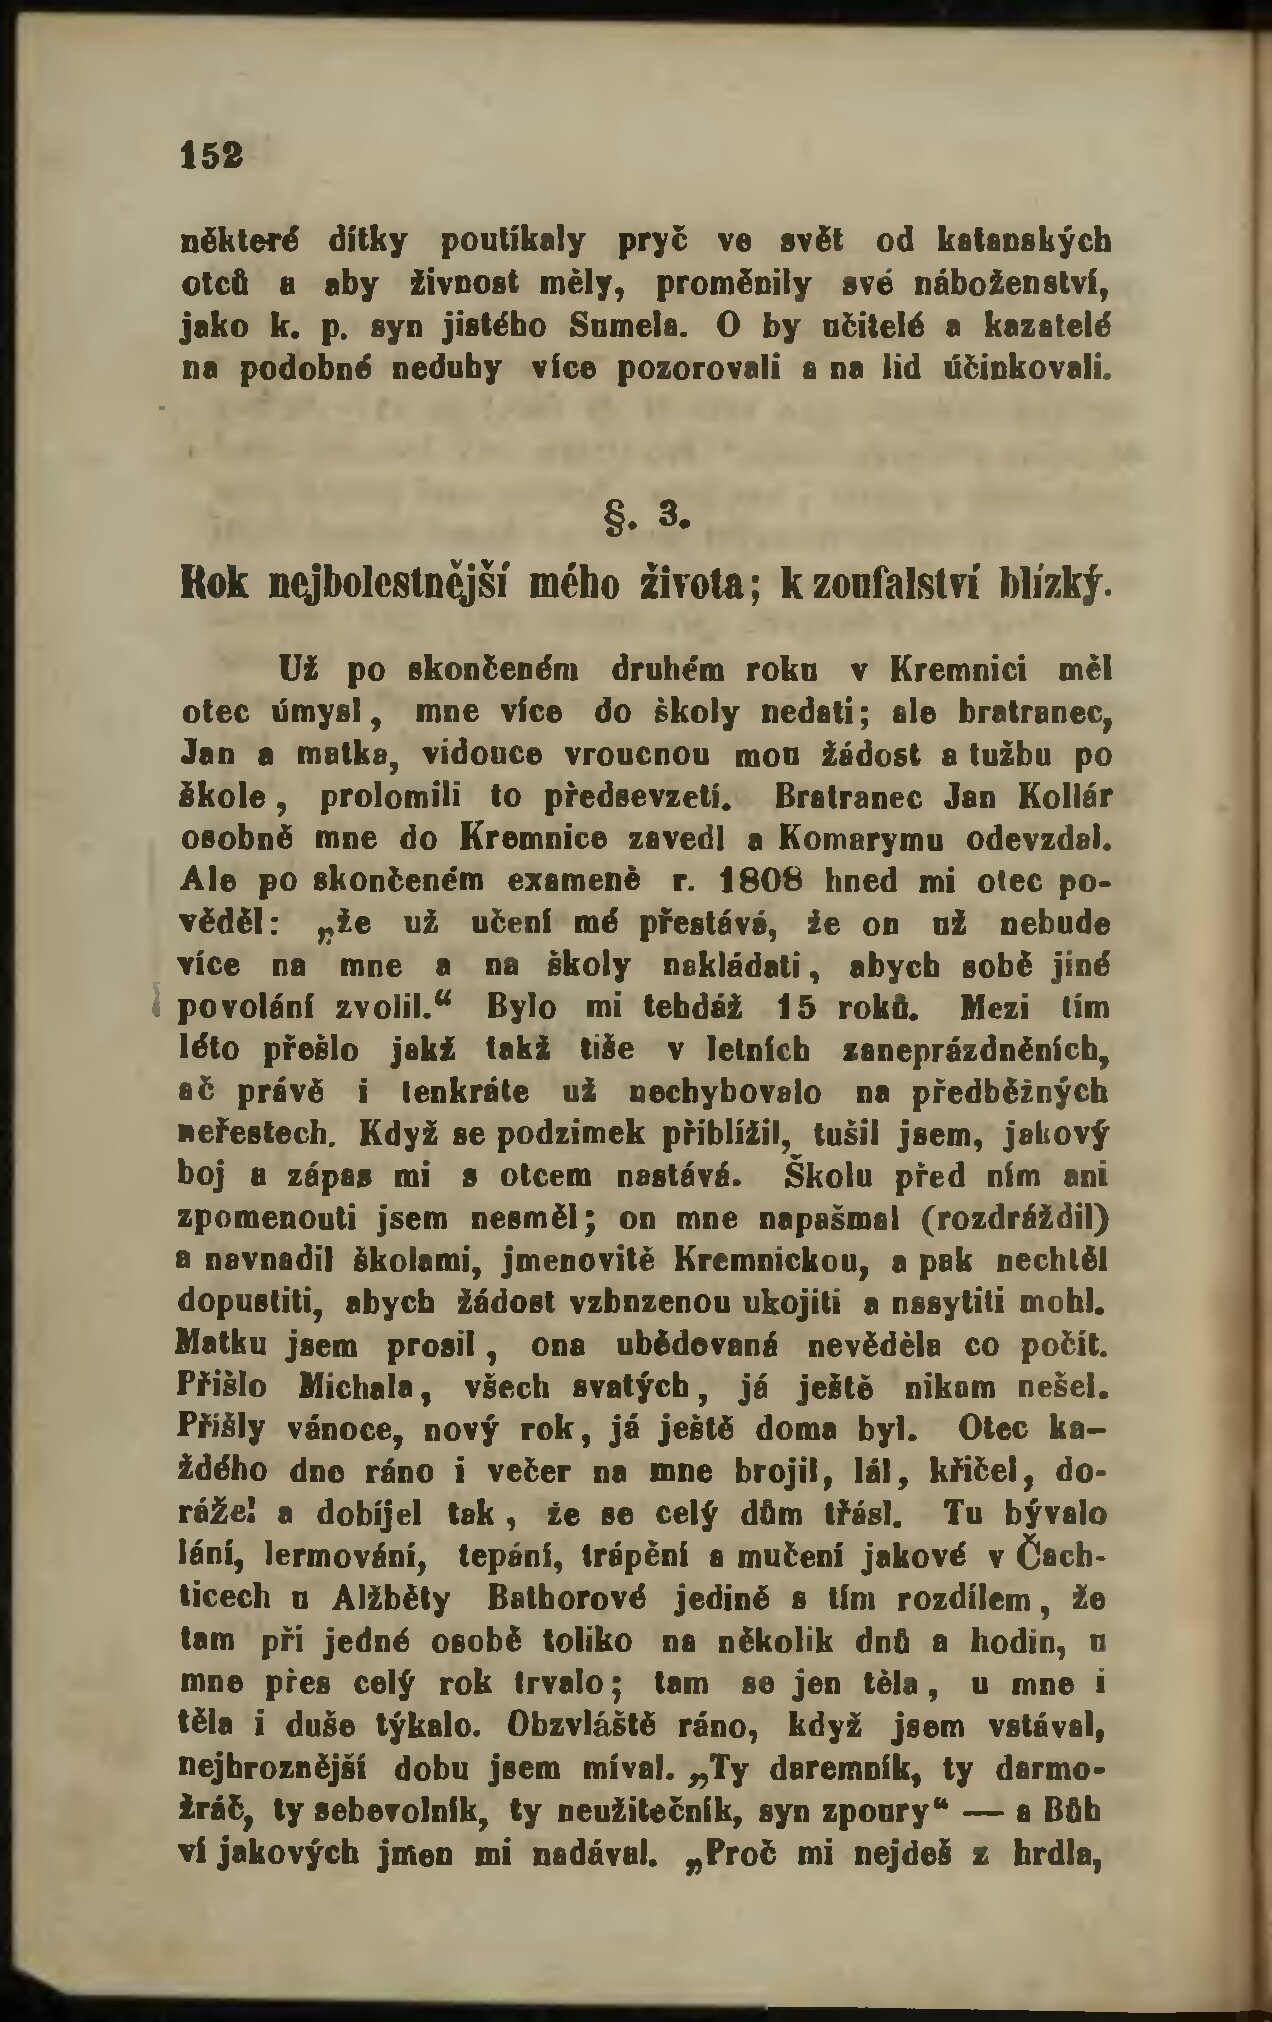 152
některé dítky poutíkaly pryč ve svět od katanských
otců a aby živnost měly, proměnily své náboženství,
jako k. p. syn jistého Sumela. O by učitelé a kazatelé
na podobné neduhy více pozorovali a na lid účinkovali.
§. 3.
Rok nejbolestnější mého života; k zoufalství blízký.
Už po skončeném druhém roku v Kremnici měl
otec úmysl, mne více do školy nedati; ale bratranec,
Jan a matka, vidouce vroucnou mou žádost a tužbu po
škole, prolomili to předsevzetí. Bratranec Jan Kollár
osobně mne do Kremnice zavedl a Komarymu odevzdal.
Ale po skončeném exameně r. 1808 hned mi otec po-
věděl: „že už učení mé přestává, že on už nebude
více na mne a na školy nakládati, abych sobě jiné
povolání zvolil.“ Bylo mi tehdáž 15 roků. Mezi tím
léto přešlo jakž takž tiše v letních zaneprázdněních,
ač právě i tenkráte už nechybovalo na předběžných
neřestech. Když se podzimek přiblížil, tušil jsem, jakový
boj a zápas mi s otcem nastává. Školu před ním ani
zpomenouti jsem nesměl; on mne napašmal (rozdráždil)
a navnadil školami, jmenovitě Kremnickou, a pak nechtěl
dopustiti, abych žádost vzbuzenou ukojiti a nasytiti mohl.
Matku jsem prosil, ona ubědovaná nevěděla co počít.
Přišlo Michala, všech svatých, já ještě nikam nešel.
Přišly vánoce, nový rok, já ještě doma byl. Otec ka-
ždého dne ráno i večer na mne brojil, lál, křičel, do-
rážel a dobíjel tak, že se celý dům třásl. Tu bývalo
lání, lermování, tepání, trápění a mučení jakové v Čach-
ticech u Alžběty Bathorové jedině s tím rozdílem, že
tam při jedné osobě toliko na několik dnů a hodin, u
mne přes celý rok trvalo; tam se jen těla, u mne i
těla i duše týkalo. Obzvláště ráno, když jsem vstával,
nejhroznější dobu jsem míval. „Ty daremník, ty darmo-
žráč, ty sebevolník, ty neužitečník, syn zpoury“ — a Bůh
ví jakových jmen mi nadával. „Proč mi nejdeš z hrdla,